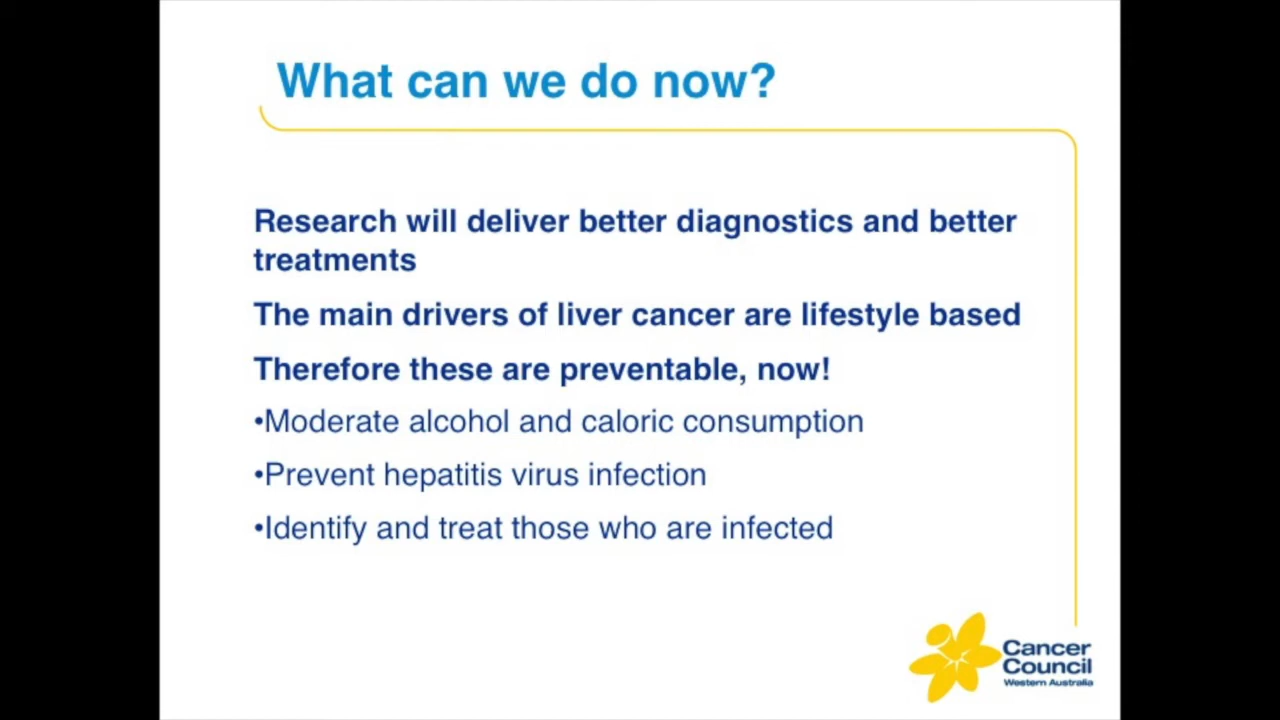 What can we do now?
Research will deliver better diagnostics and better
treatments
The main drivers of liver cancer are lifestyle based
Therefore these are preventable, now!
•Moderate alcohol and caloric consumption
•Prevent hepatitis virus infection
•Identify and treat those who are infected
Cancer
Council
Western Australia